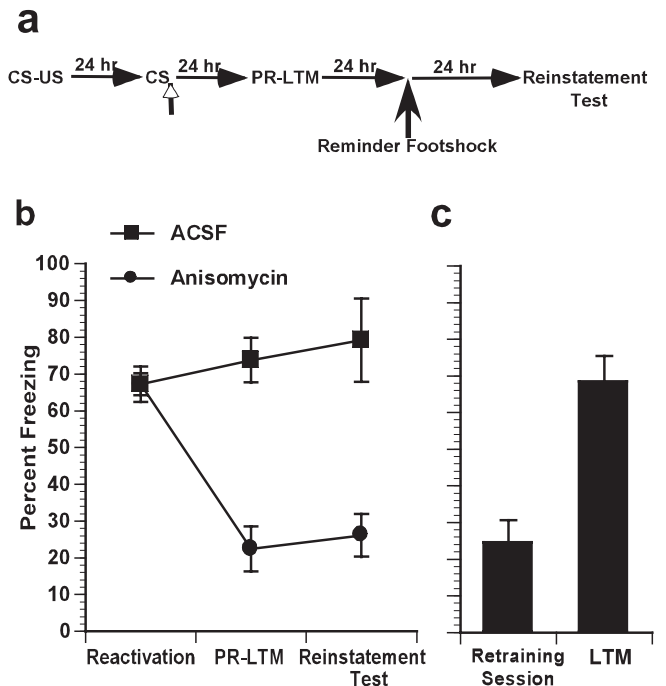 a
24 hr 24 hr 24 hr 24 hr
CS-US CS PR-LTM Reinstatement
Test
Reminder Footshock
b
ACSF
Anisomycin
Percent Freezing
100
90
80
70
60
50
40
30
20
10
0
Reactivation PR-LTM Reinstatement
Test
c
Retraining LTM
Session